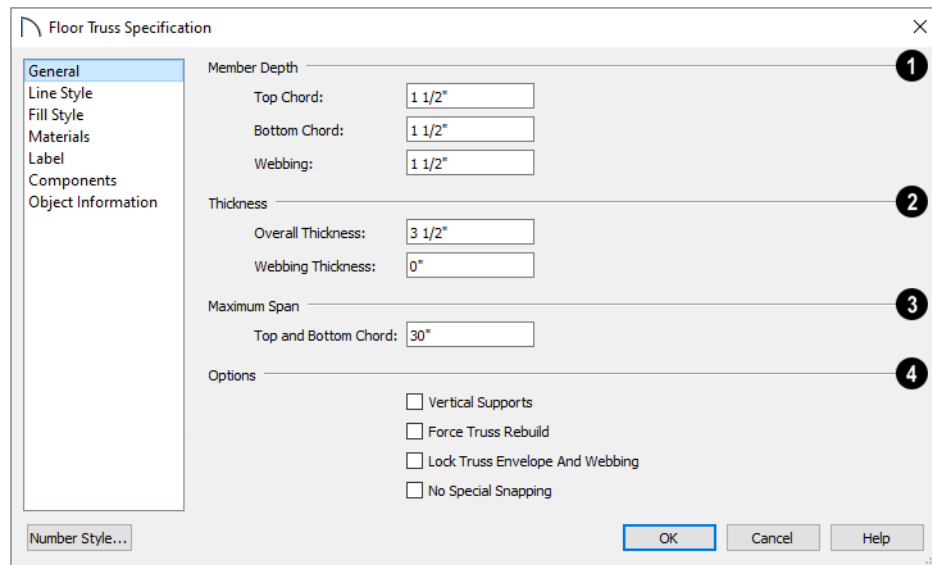 Floor Truss Specification
General
Line Style
Fill Style
Materials
Label
Components
Object Information
Member Depth
1
Top Chord: 1 1/2"
Bottom Chord: 1 1/2"
Webbing: 1 1/2"
Thickness
2
Overall Thickness: 3 1/2"
Webbing Thickness: 0"
Maximum Span
3
Top and Bottom Chord: 30"
Options
4
Vertical Supports
Force Truss Rebuild
Lock Truss Envelope And Webbing
No Special Snapping
Number Style... OK Cancel Help